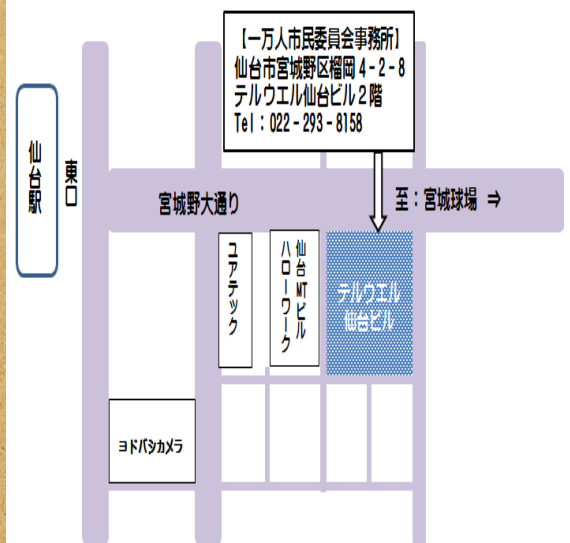 【一万人市民委員会事務所】
仙台市宮城野区榴岡4-2-8
テルウエル仙台ビル2階
Tel：022-293-8158
仙台駅
東口
宮城野大通り
至：宮城球場 ⇒
ユアテック
仙台MTビル
ハローワーク
テルウエル
仙台ビル
ヨドバシカメラ